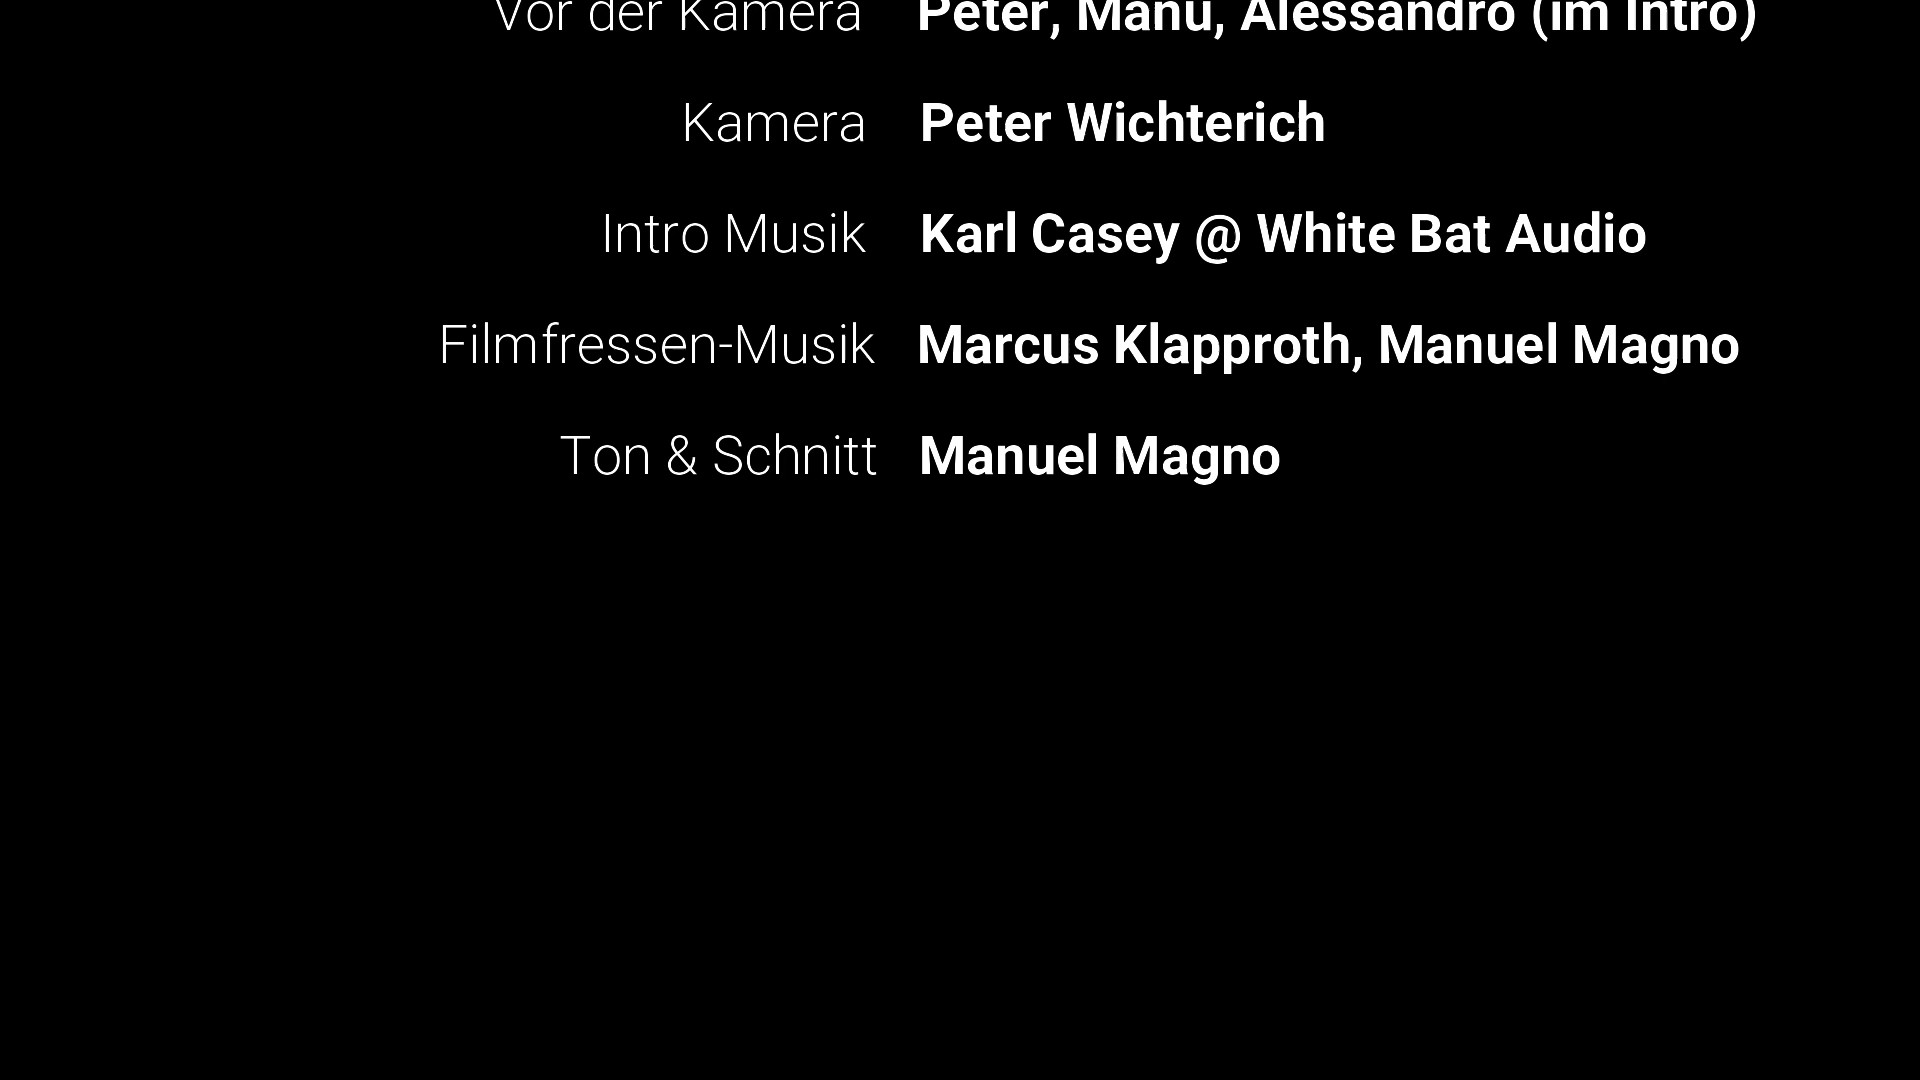 Vor der Kamera Peter, Manu, Alessandro (im Intro)
Kamera Peter Wichterich
Intro Musik Karl Casey @ White Bat Audio
Filmfressen-Musik Marcus Klapproth, Manuel Magno
Ton & Schnitt Manuel Magno